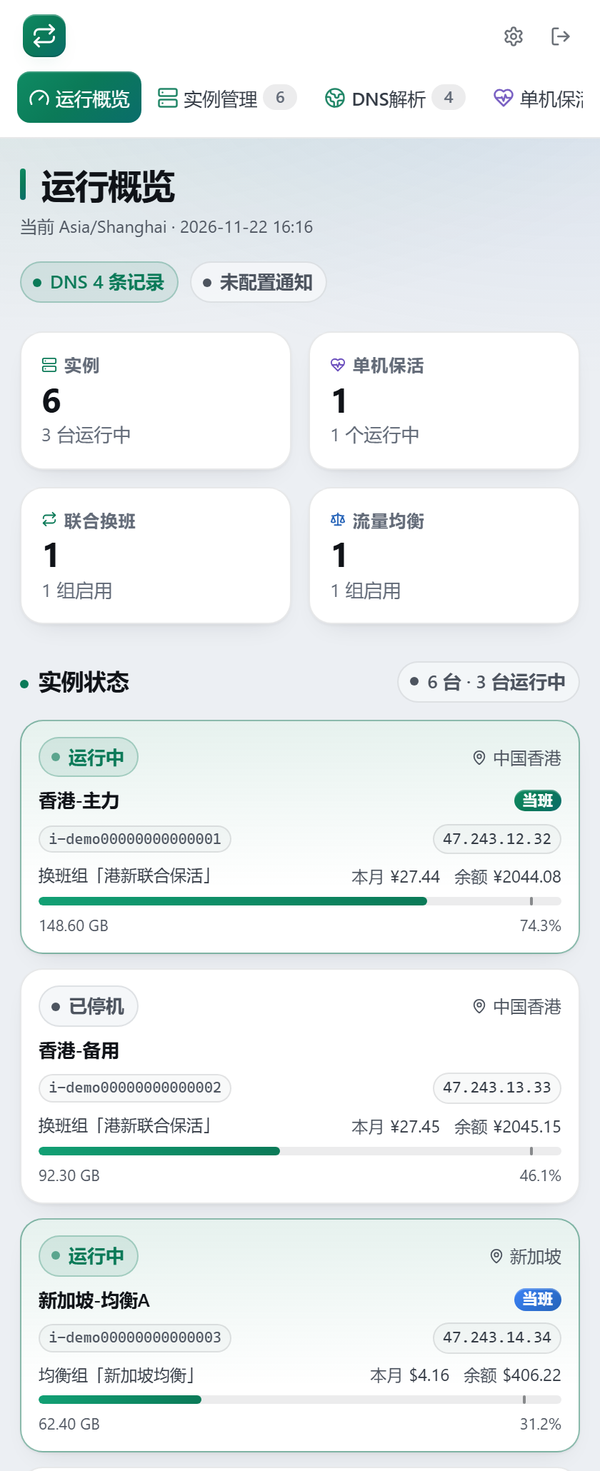 运行概览 实例管理 6 DNS解析 4 单机保活
运行概览
当前 Asia/Shanghai · 2026-11-22 16:16
DNS 4 条记录 未配置通知
实例
6
3 台运行中
单机保活
1
1 个运行中
联合换班
1
1 组启用
流量均衡
1
1 组启用
实例状态 6 台 · 3 台运行中
运行中 中国香港
香港-主力 当班
i-demo00000000000001 47.243.12.32
换班组「港新联合保活」 本月 ¥27.44 余额 ¥2044.08
148.60 GB 74.3%
已停机 中国香港
香港-备用
i-demo00000000000002 47.243.13.33
换班组「港新联合保活」 本月 ¥27.45 余额 ¥2045.15
92.30 GB 46.1%
运行中 新加坡
新加坡-均衡A 当班
i-demo00000000000003 47.243.14.34
均衡组「新加坡均衡」 本月 $4.16 余额 $406.22
62.40 GB 31.2%